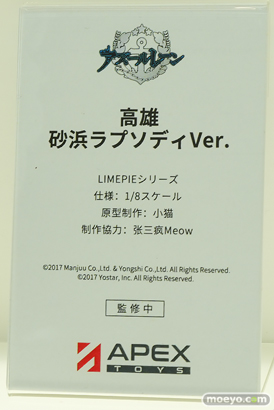 アズールレーン
高雄
砂浜ラプソディVer.
LIMEPIEシリーズ
仕様：1/8スケール
原型制作：小猫
制作協力：张三疯Meow
©2017 Manjuu Co.,Ltd. & Yongshi Co.,Ltd. All Rights Reserved.
©2017 Yostar, Inc. All Rights Reserved.
監修中
APEX
TOYS
moeyo.com